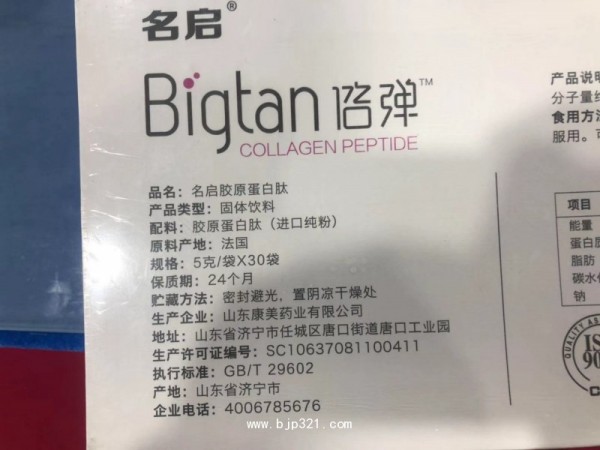 名启®
Bigtan 倍弹™
COLLAGEN PEPTIDE
品名：名启胶原蛋白肽
产品类型：固体饮料
配料：胶原蛋白肽（进口纯粉）
原料产地：法国
规格：5克/袋X30袋
保质期：24个月
贮藏方法：密封避光，置阴凉干燥处
生产企业：山东康美药业有限公司
地址：山东省济宁市任城区唐口街道唐口工业园
生产许可证编号：SC10637081100411
执行标准：GB/T 29602
产地：山东省济宁市
企业电话：4006785676
产品说明
分子量
食用方法
服用。
项目
能量
蛋白质
脂肪
碳水
钠
www.bjp321.com